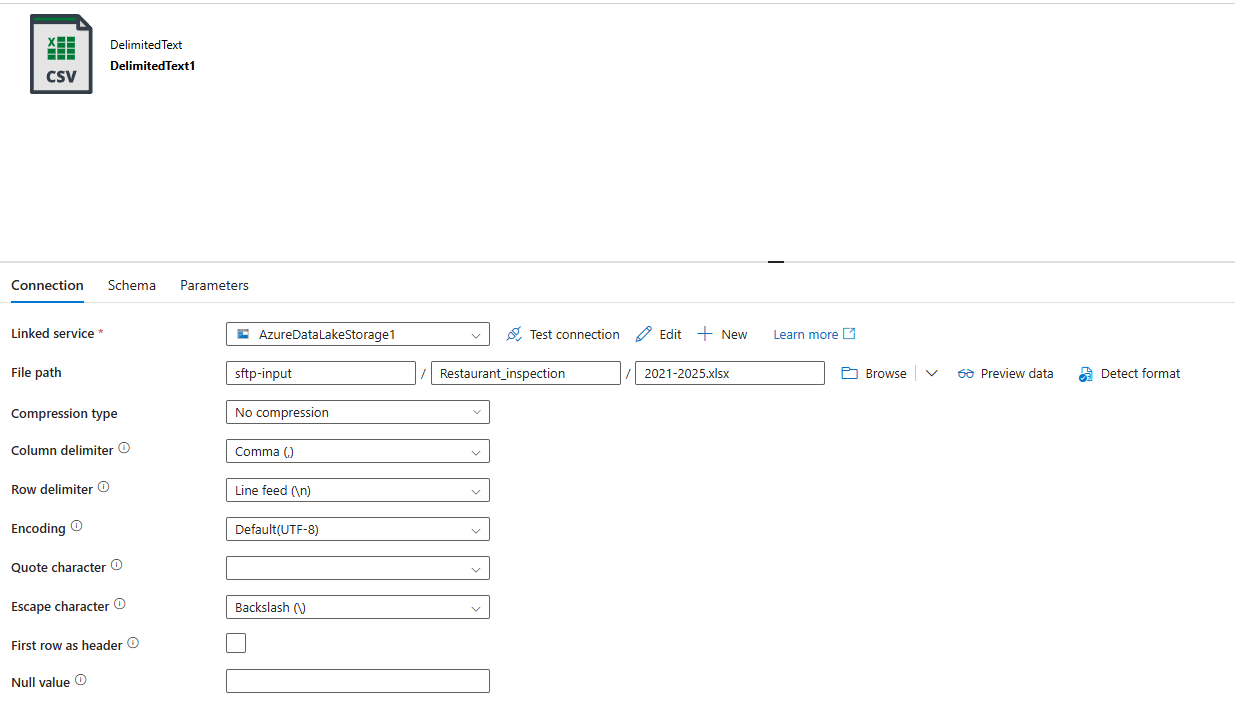 DelimitedText
DelimitedText1
X
CSV
Connection Schema Parameters
Linked service * AzureDataLakeStorage1 Test connection Edit New Learn more
File path sftp-input / Restaurant_inspection / 2021-2025.xlsx Browse Preview data Detect format
Compression type No compression
Column delimiter Comma (,)
Row delimiter Line feed (\n)
Encoding Default(UTF-8)
Quote character
Escape character Backslash (\)
First row as header
Null value